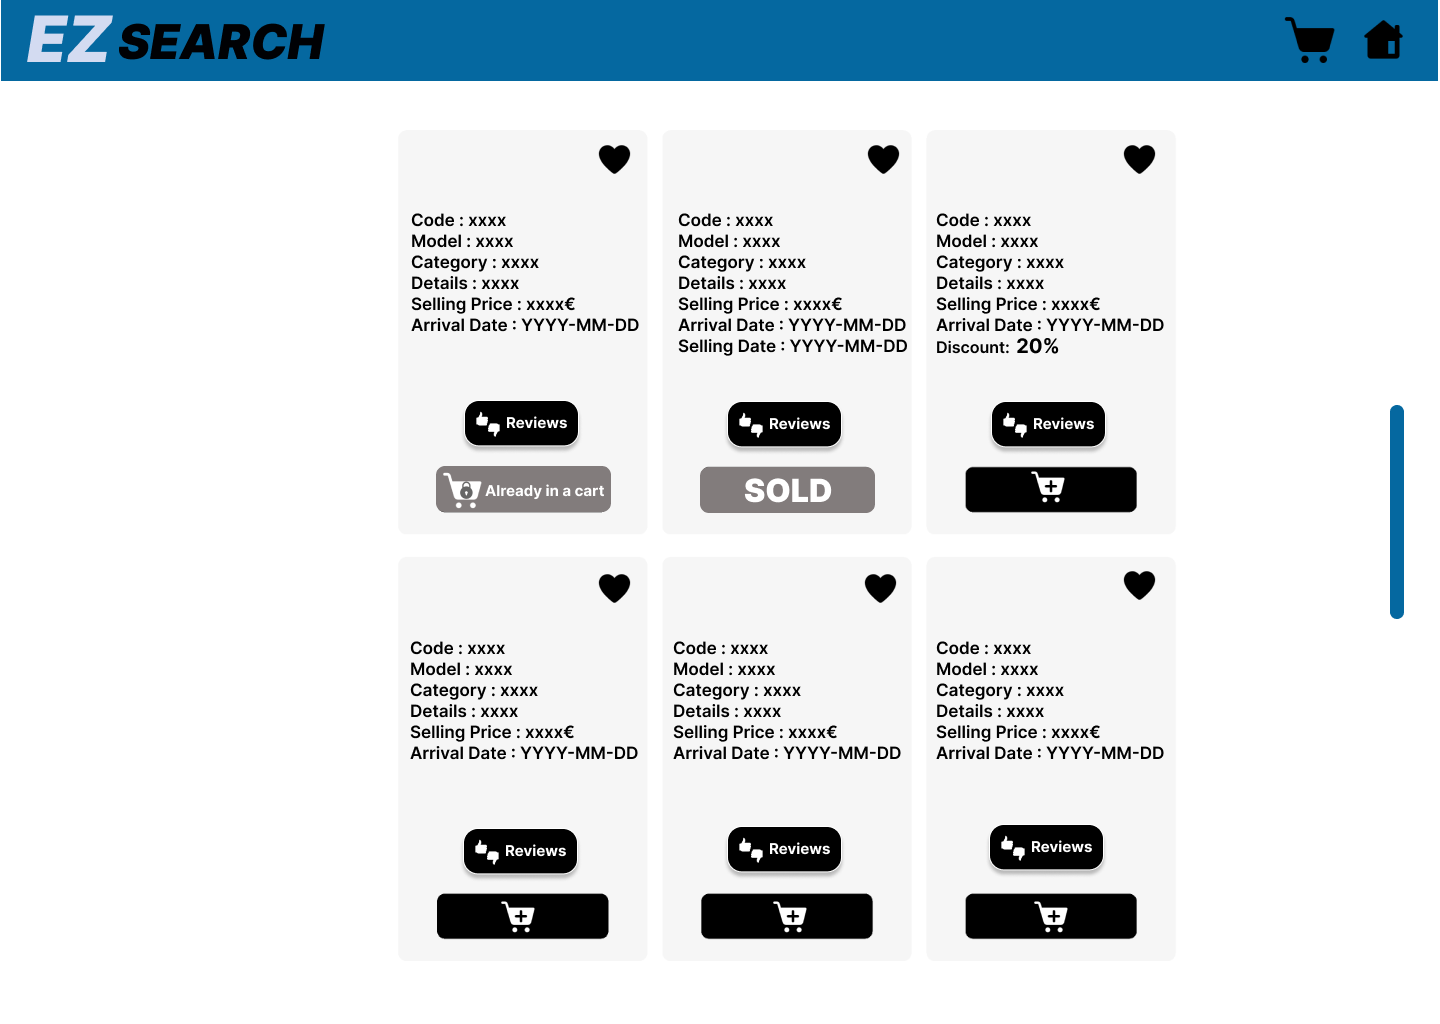 EZ SEARCH
Code : xxxx
Model : xxxx
Category : xxxx
Details : xxxx
Selling Price : xxxx€
Arrival Date : YYYY-MM-DD
Reviews
Already in a cart
Code : xxxx
Model : xxxx
Category : xxxx
Details : xxxx
Selling Price : xxxx€
Arrival Date : YYYY-MM-DD
Selling Date : YYYY-MM-DD
Reviews
SOLD
Code : xxxx
Model : xxxx
Category : xxxx
Details : xxxx
Selling Price : xxxx€
Arrival Date : YYYY-MM-DD
Discount: 20%
Reviews
Code : xxxx
Model : xxxx
Category : xxxx
Details : xxxx
Selling Price : xxxx€
Arrival Date : YYYY-MM-DD
Reviews
Code : xxxx
Model : xxxx
Category : xxxx
Details : xxxx
Selling Price : xxxx€
Arrival Date : YYYY-MM-DD
Reviews
Code : xxxx
Model : xxxx
Category : xxxx
Details : xxxx
Selling Price : xxxx€
Arrival Date : YYYY-MM-DD
Reviews